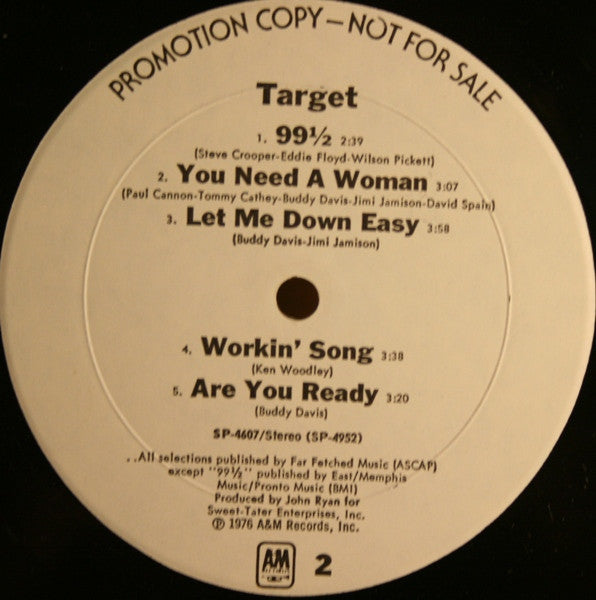 PROMOTION COPY—NOT FOR SALE
Target
1. 99½ 2:39
(Steve Crooper-Eddie Floyd-Wilson Pickett)
2. You Need A Woman 3:07
(Paul Cannon-Tommy Cathey-Buddy Davis-Jimi Jamison-David Spain)
3. Let Me Down Easy 3:58
(Buddy Davis-Jimi Jamison)
4. Workin' Song 3:38
(Ken Woodley)
5. Are You Ready 3:20
(Buddy Davis)
SP-4607/Stereo (SP-4952)
..All selections published by Far Fetched Music (ASCAP)
except "99½" published by East/Memphis
Music/Pronto Music (BMI)
Produced by John Ryan for
Sweet-Tater Enterprises, Inc.
℗ 1976 A&M Records, Inc.
A&M
2